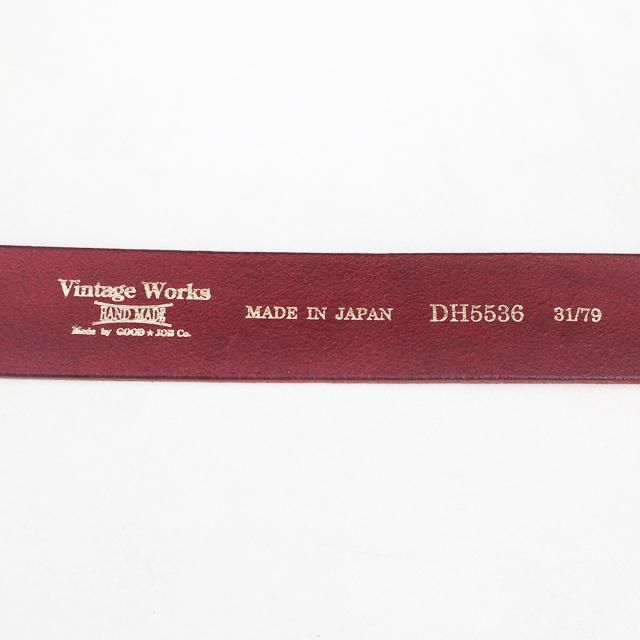 Vintage Works
HAND MADE
Made by GOOD★JOB Co.
MADE IN JAPAN
DH5536
31/79